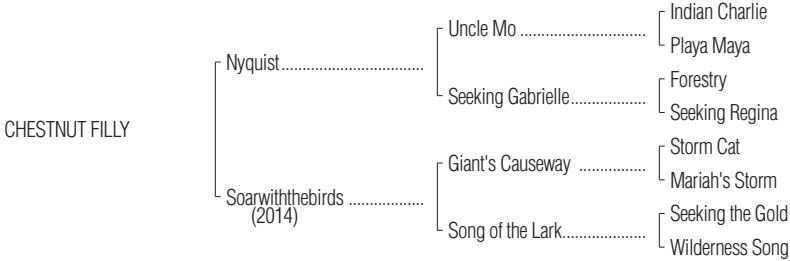 Indian Charlie
Uncle Mo ..............................
Playa Maya
Nyquist..................................
Forestry
Seeking Gabrielle..................
Seeking Regina
CHESTNUT FILLY
Storm Cat
Giant's Causeway ................
Mariah's Storm
Soarwiththebirds ..................
(2014)
Seeking the Gold
Song of the Lark....................
Wilderness Song